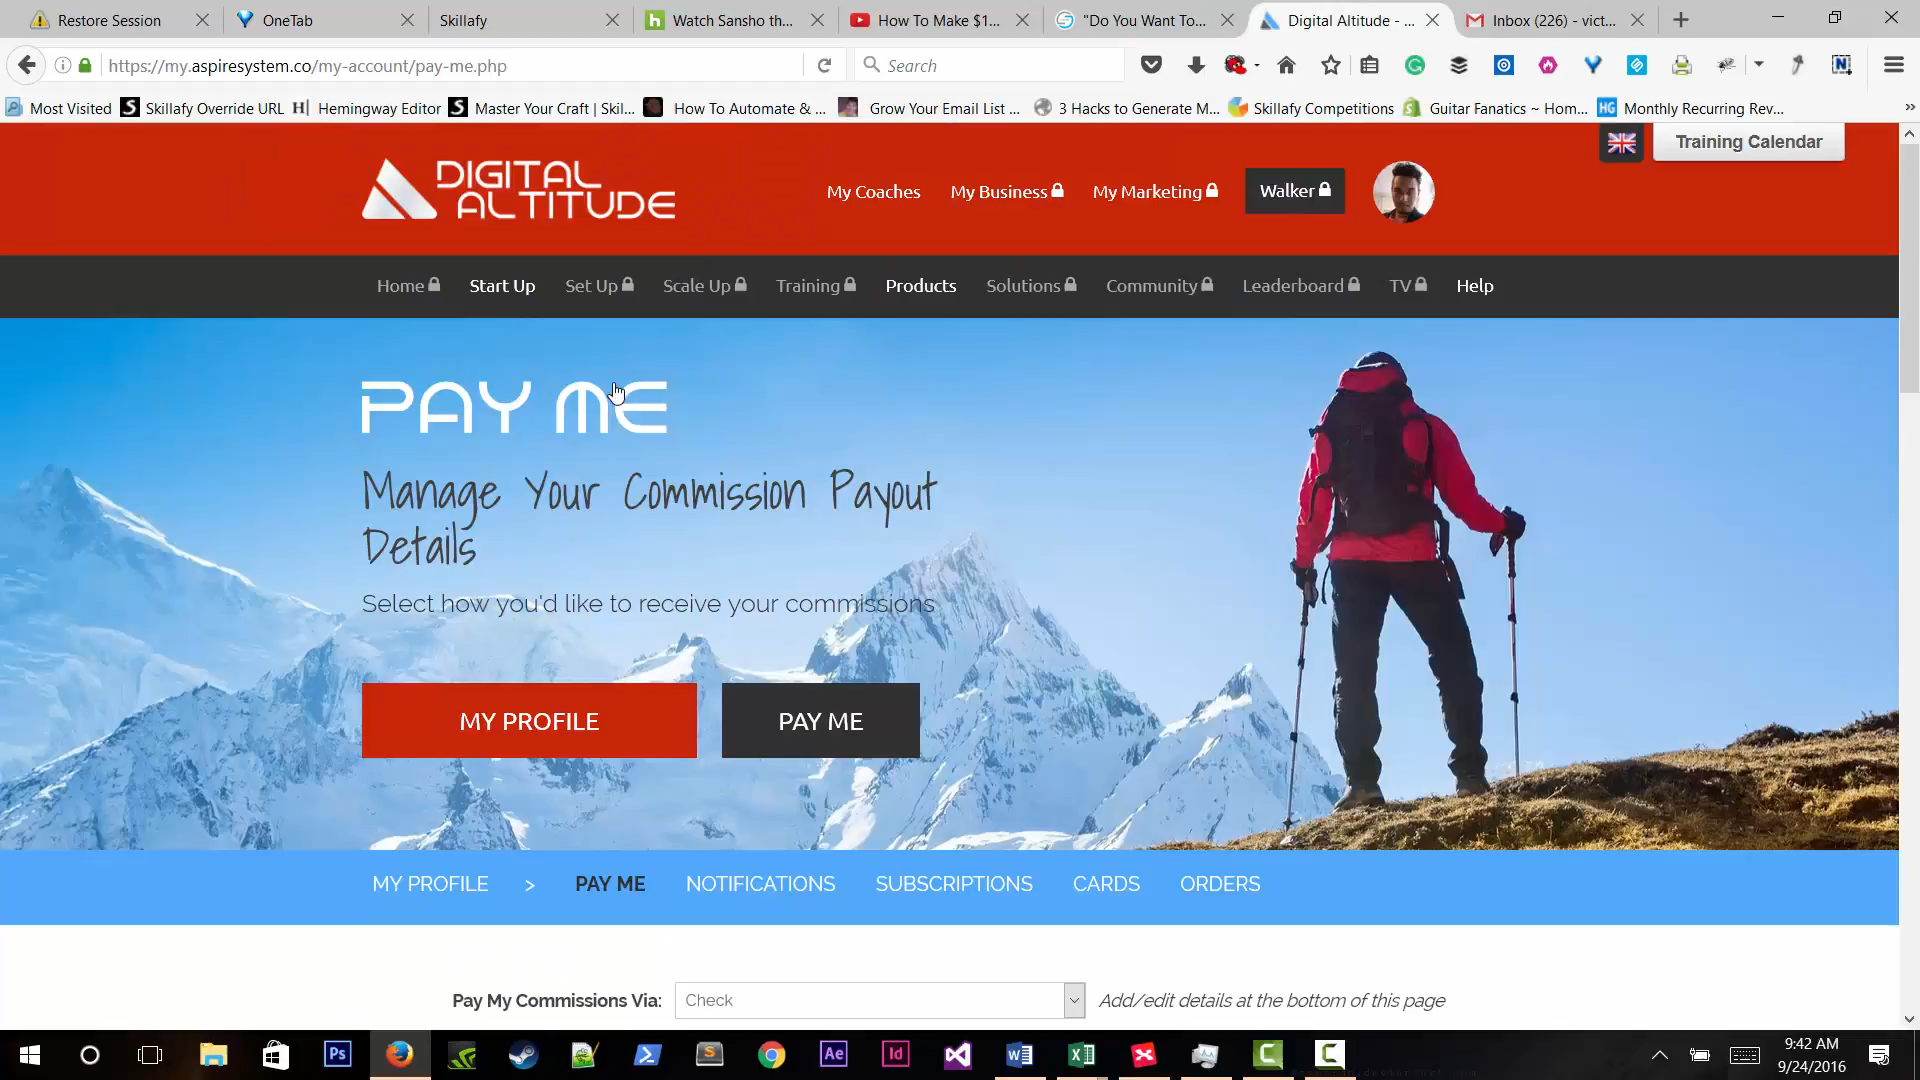 Restore Session
OneTab
Skillafy
Watch Sansho th...
How To Make $1...
"Do You Want To...
Digital Altitude - ...
Inbox (226) - vict...
https://my.aspiresystem.co/my-account/pay-me.php
Search
Most Visited
Skillafy Override URL
Hemingway Editor
Master Your Craft | Skil...
How To Automate & ...
Grow Your Email List ...
3 Hacks to Generate M...
Skillafy Competitions
Guitar Fanatics ~ Hom...
Monthly Recurring Rev...
Training Calendar
DIGITAL
ALTITUDE
My Coaches
My Business
My Marketing
Walker
Home
Start Up
Set Up
Scale Up
Training
Products
Solutions
Community
Leaderboard
TV
Help
PAY ME
Manage Your Commission Payout
Details
Select how you'd like to receive your commissions
MY PROFILE
PAY ME
MY PROFILE > PAY ME NOTIFICATIONS SUBSCRIPTIONS CARDS ORDERS
Pay My Commissions Via: Check Add/edit details at the bottom of this page
9:42 AM
9/24/2016